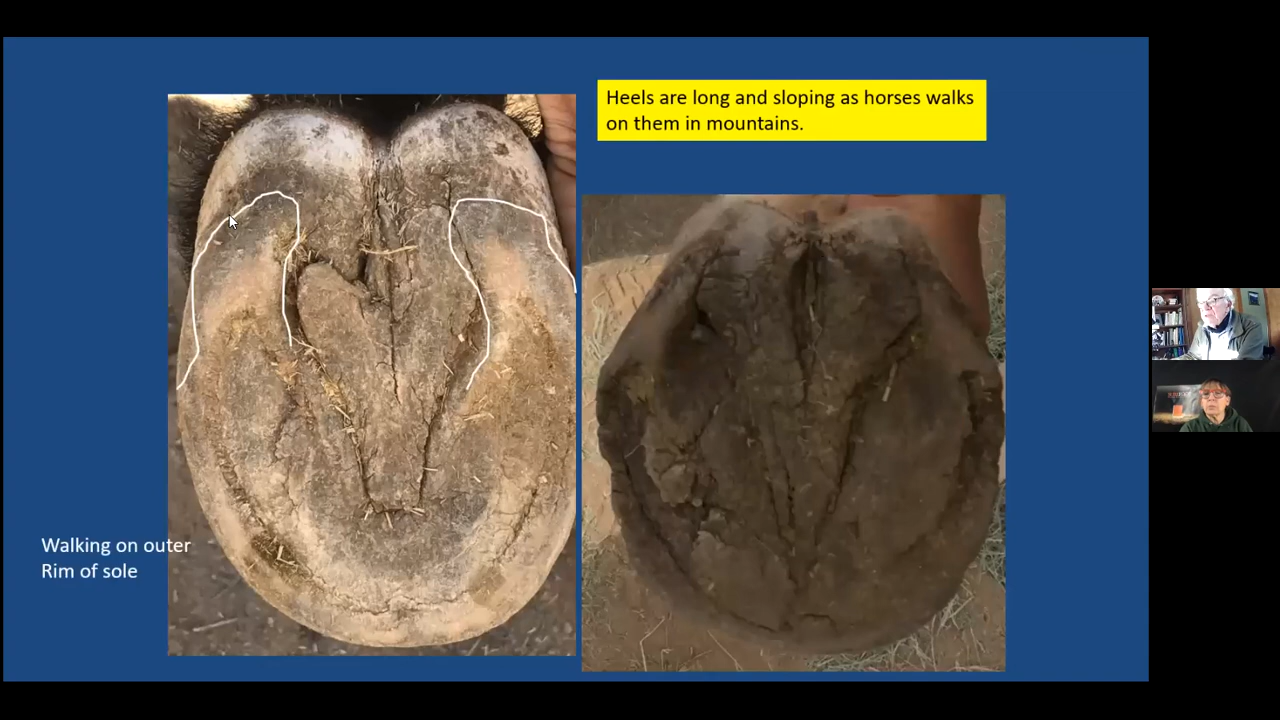 Heels are long and sloping as horses walks
on them in mountains.
Walking on outer
Rim of sole